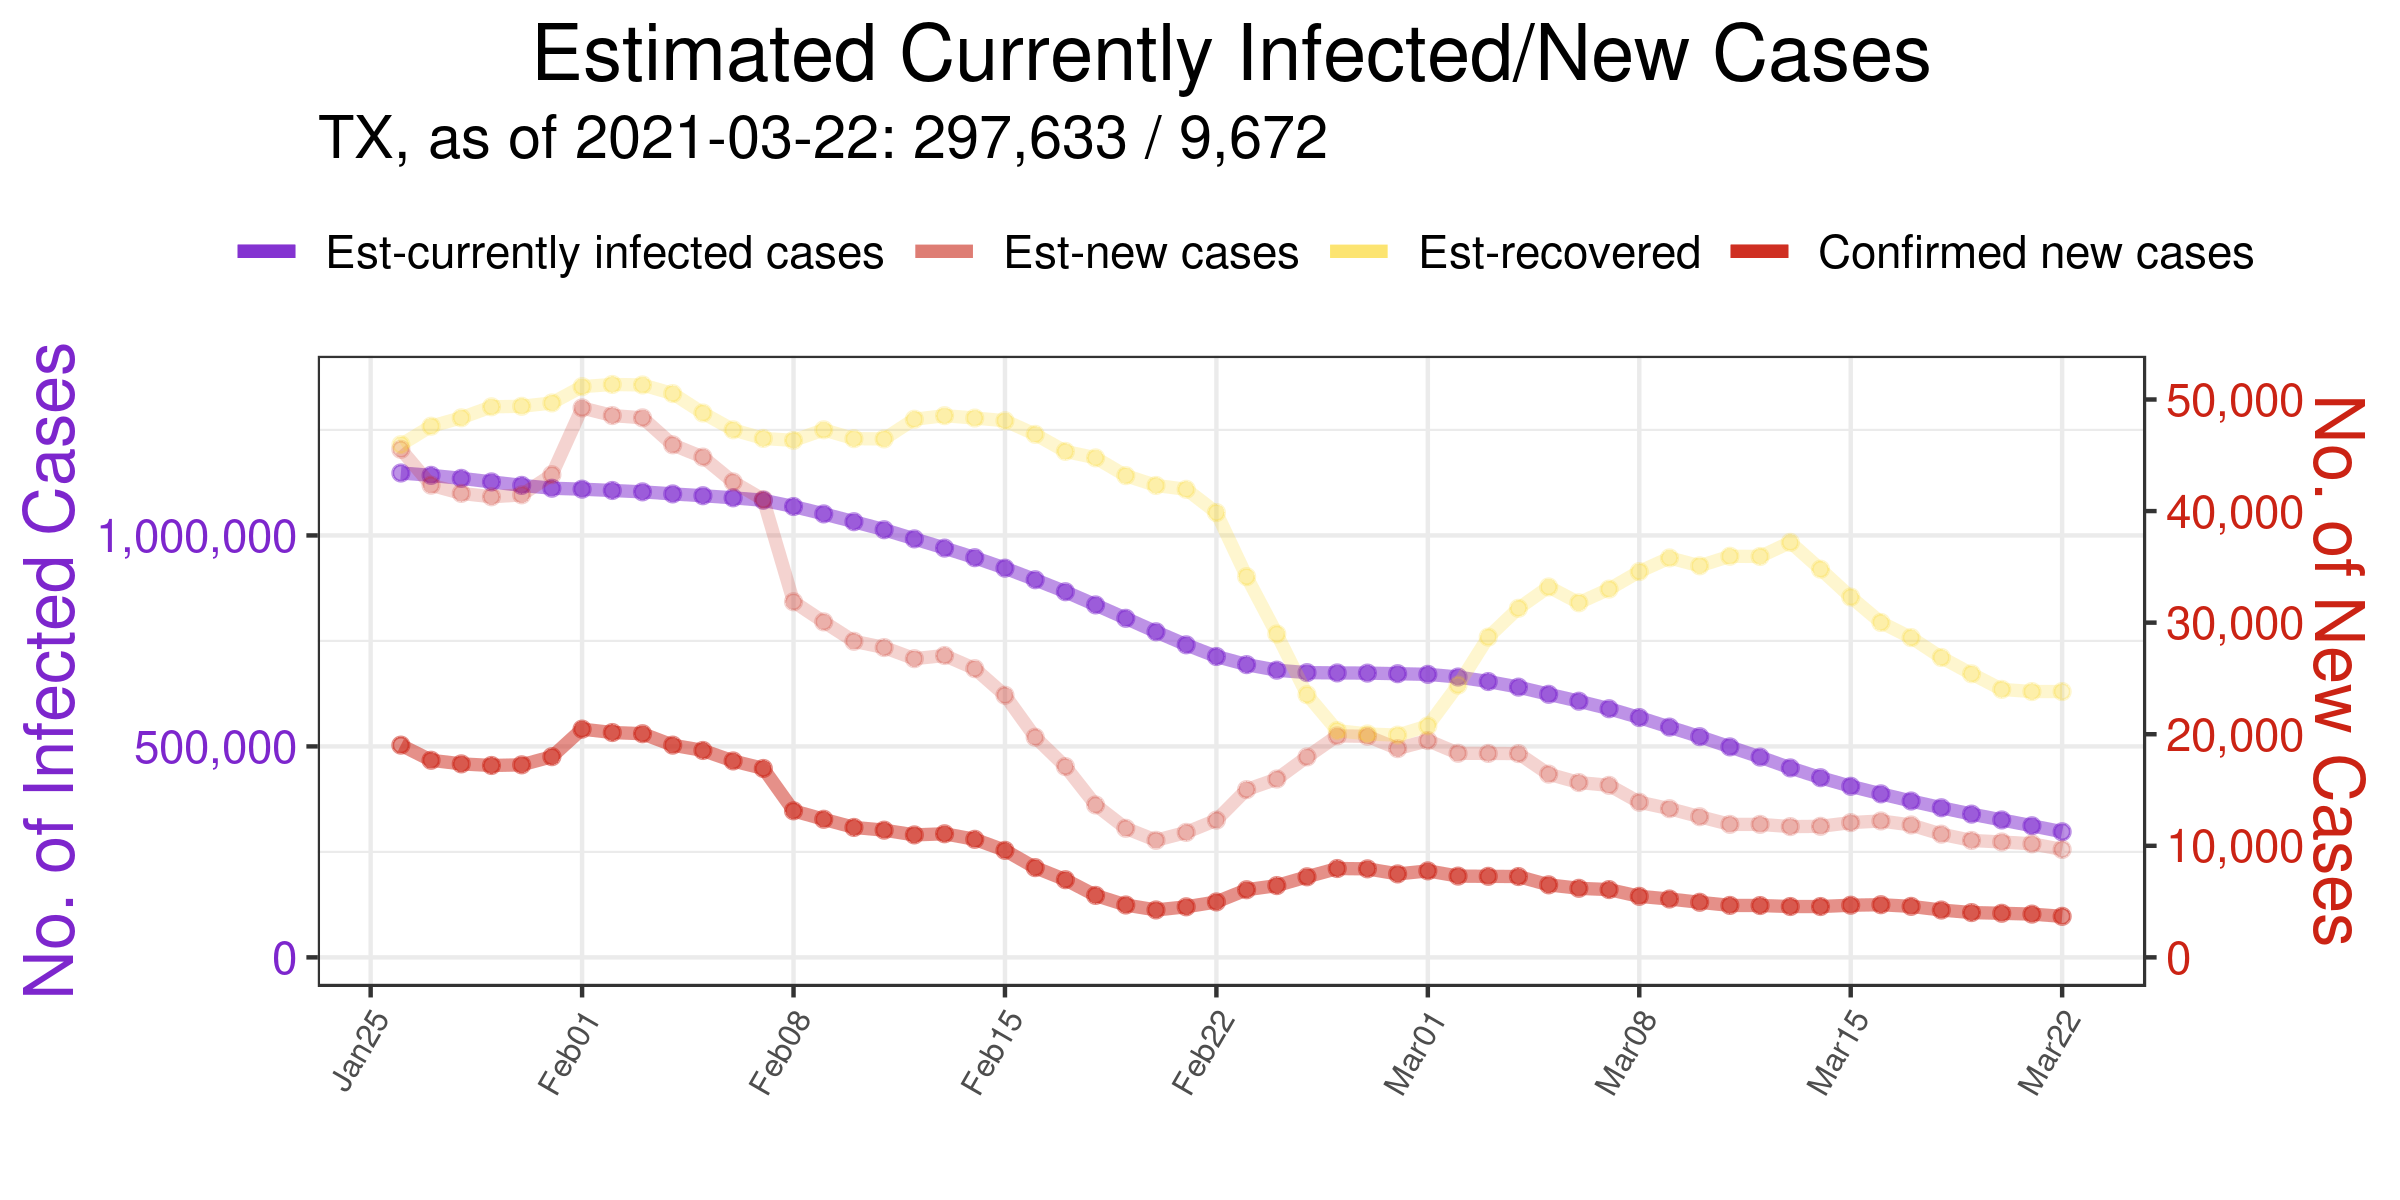 Estimated Currently Infected/New Cases
TX, as of 2021-03-22: 297,633 / 9,672
Est-currently infected cases Est-new cases Est-recovered Confirmed new cases
No. of Infected Cases
1,000,000
500,000
0
50,000
40,000
30,000
20,000
10,000
0
No. of New Cases
Jan25 Feb01 Feb08 Feb15 Feb22 Mar01 Mar08 Mar15 Mar22